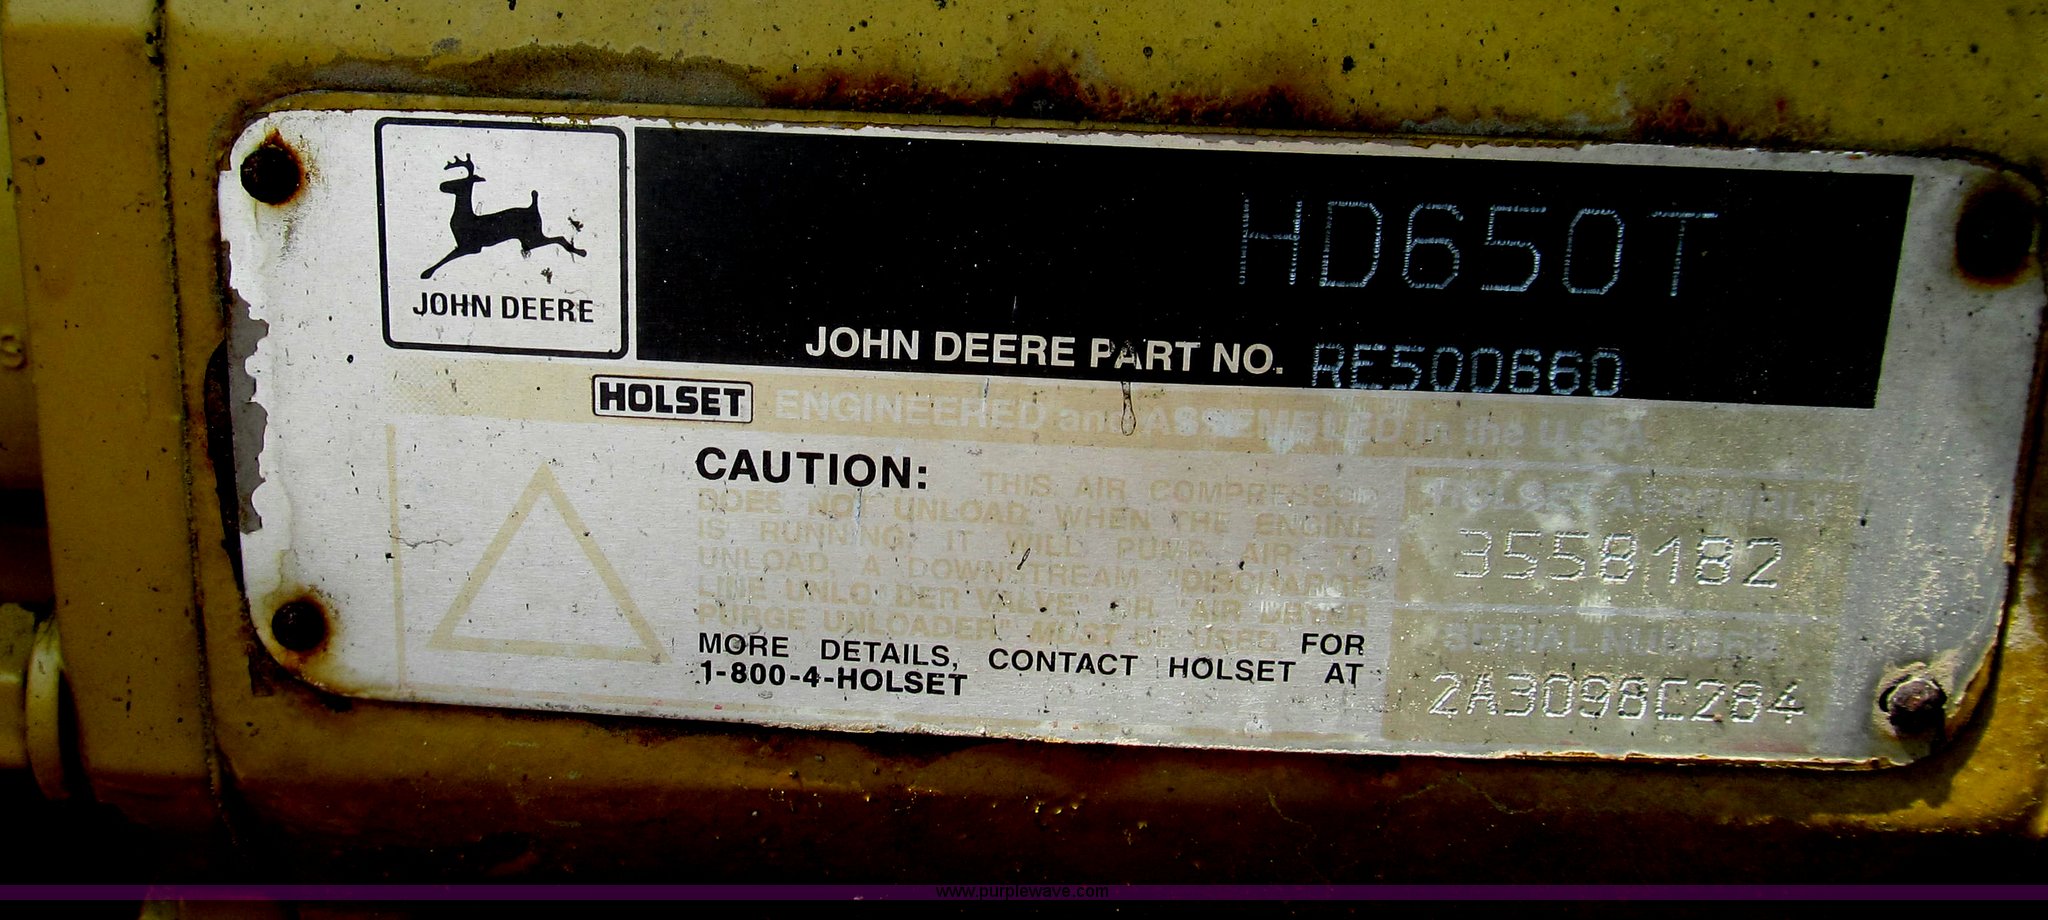 HD650T
JOHN DEERE
JOHN DEERE PART NO. RE500660
HOLSET ENGINEERED and ASSEMBLED in the U.S.A
CAUTION: THIS AIR COMPRESSOR
DOES NOT UNLOAD. WHEN THE ENGINE
IS RUNNING, IT WILL PUMP AIR TO
UNLOAD, A DOWNSTREAM "DISCHARGE
LINE UNLOADER VALVE" OR "AIR DRYER
PURGE UNLOADER" MUST BE USED. FOR
MORE DETAILS, CONTACT HOLSET AT
1-800-4-HOLSET
HOLSET ASSEMBLY
3558182
SERIAL NUMBER
2A3098C284
www.purplewave.com